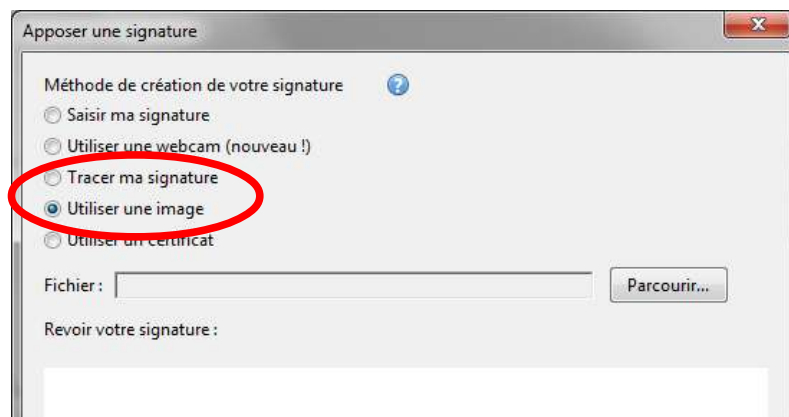 Apposer une signature
Méthode de création de votre signature
Saisir ma signature
Utiliser une webcam (nouveau !)
Tracer ma signature
Utiliser une image
Utiliser un certificat
Fichier :
Parcourir...
Revoir votre signature :